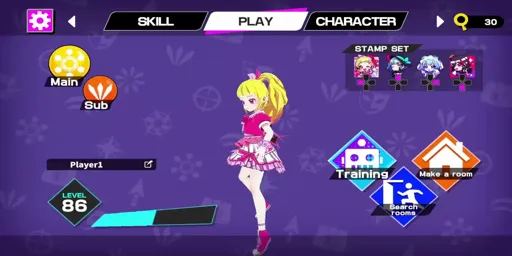 SKILL
PLAY
CHARACTER
30
STAMP SET
Main
Sub
Player1
LEVEL
86
Training
Make a room
Search
rooms